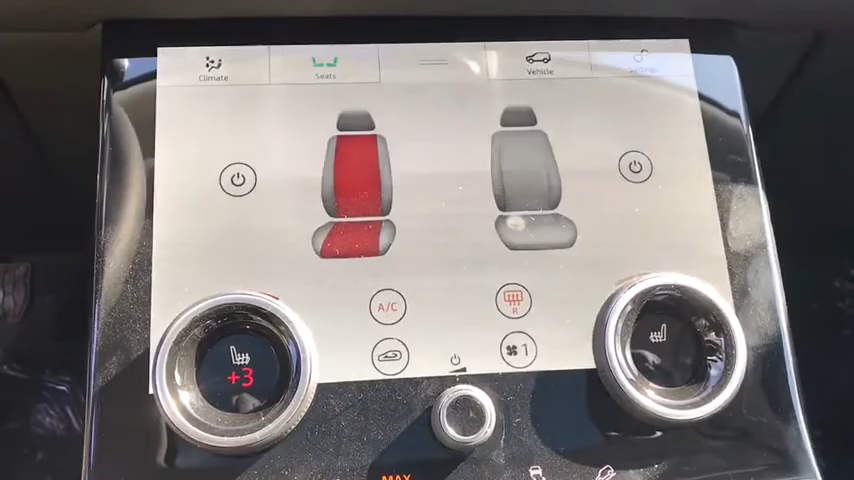 Climate
Seats
Vehicle
A/C
R
1
+3
MAX